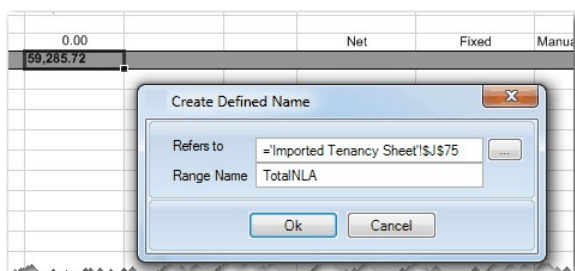 0.00 Net Fixed Manua
59,285.72
Create Defined Name
Refers to ='Imported Tenancy Sheet'!$J$75 ...
Range Name TotalNLA
Ok Cancel